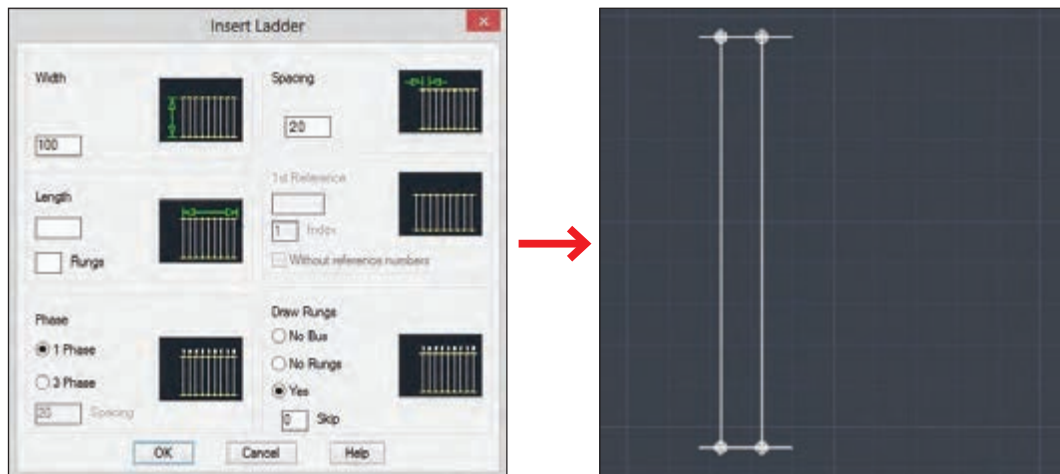 Insert Ladder
Width
100
Spacing
20
Length
Rungs
1st Reference
1 Index
Without reference numbers
Phase
1 Phase
3 Phase
20 Spacing
Draw Rungs
No Bus
No Rungs
Yes
0 Skip
OK Cancel Help